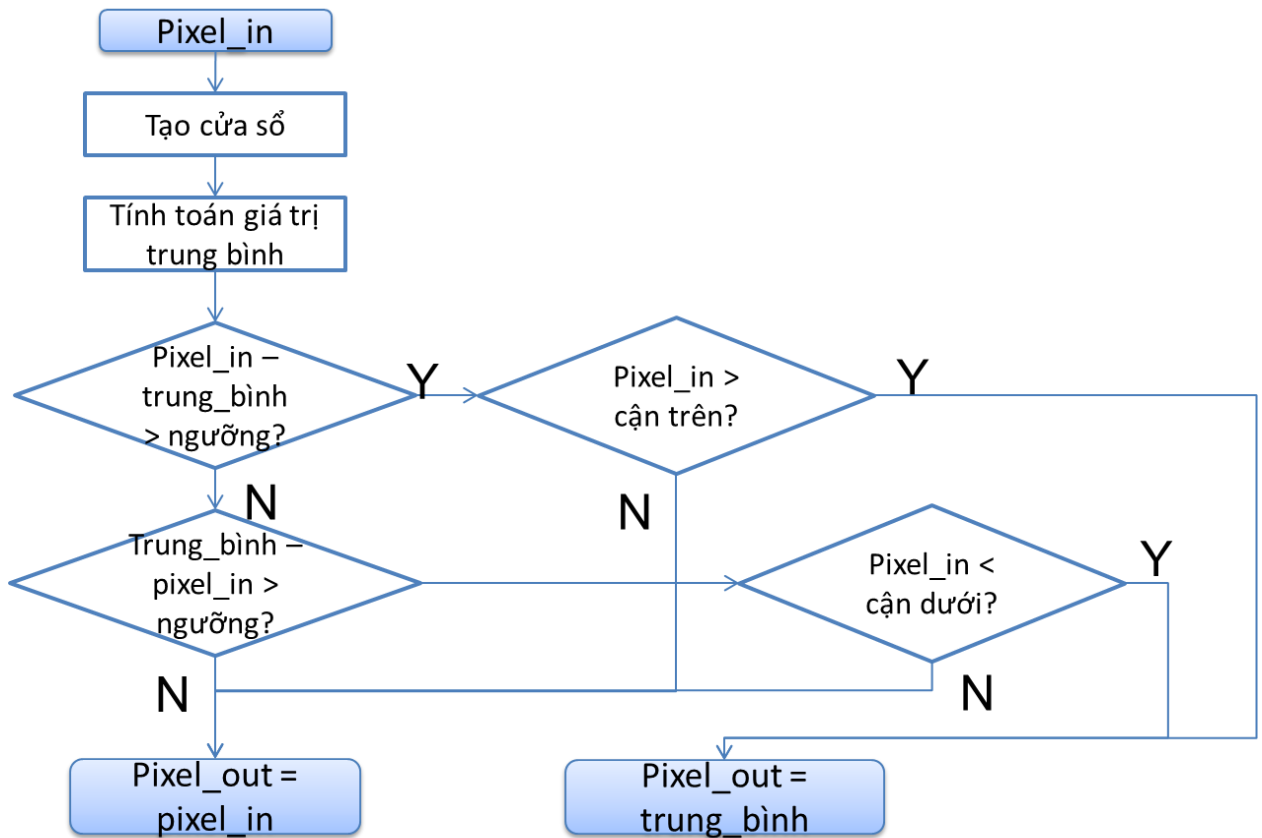 Pixel_in
Tạo cửa sổ
Tính toán giá trị
trung bình
Pixel_in –
trung_bình
> ngưỡng?
Y
Pixel_in >
cận trên?
Y
N
N
Trung_bình –
pixel_in >
ngưỡng?
Pixel_in <
cận dưới?
Y
N
N
Pixel_out =
pixel_in
Pixel_out =
trung_bình